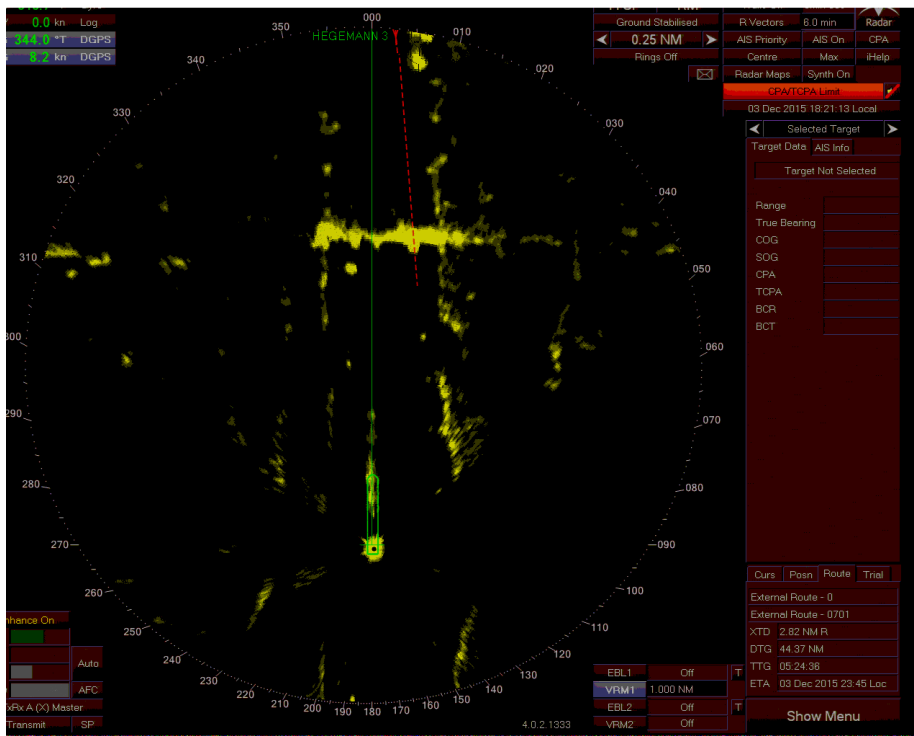 0.0 kn Log
344.0 °T DGPS
8.2 kn DGPS
HEGEMANN 3
000
010
020
030
040
050
060
070
080
090
100
110
120
130
140
150
160
170
180
190
200
210
220
230
240
250
260
270
280
290
300
310
320
330
340
350
Ground Stabilised
0.25 NM
Rings Off
R Vectors 6.0 min Radar
AIS Priority AIS On CPA
Centre Max iHelp
Radar Maps Synth On
CPA/TCPA Limit
03 Dec 2015 18:21:13 Local
Selected Target
Target Data AIS Info
Target Not Selected
Range
True Bearing
COG
SOG
CPA
TCPA
BCR
BCT
Curs Posn Route Trial
External Route - 0
External Route - 0701
XTD 2.82 NM R
DTG 44.37 NM
TTG 05:24:36
ETA 03 Dec 2015 23:45 Loc
Show Menu
nhance On
Auto
AFC
xRx A (X) Master
Transmit SP
4.0.2.1333
EBL1 Off T
VRM1 1.000 NM
EBL2 Off T
VRM2 Off